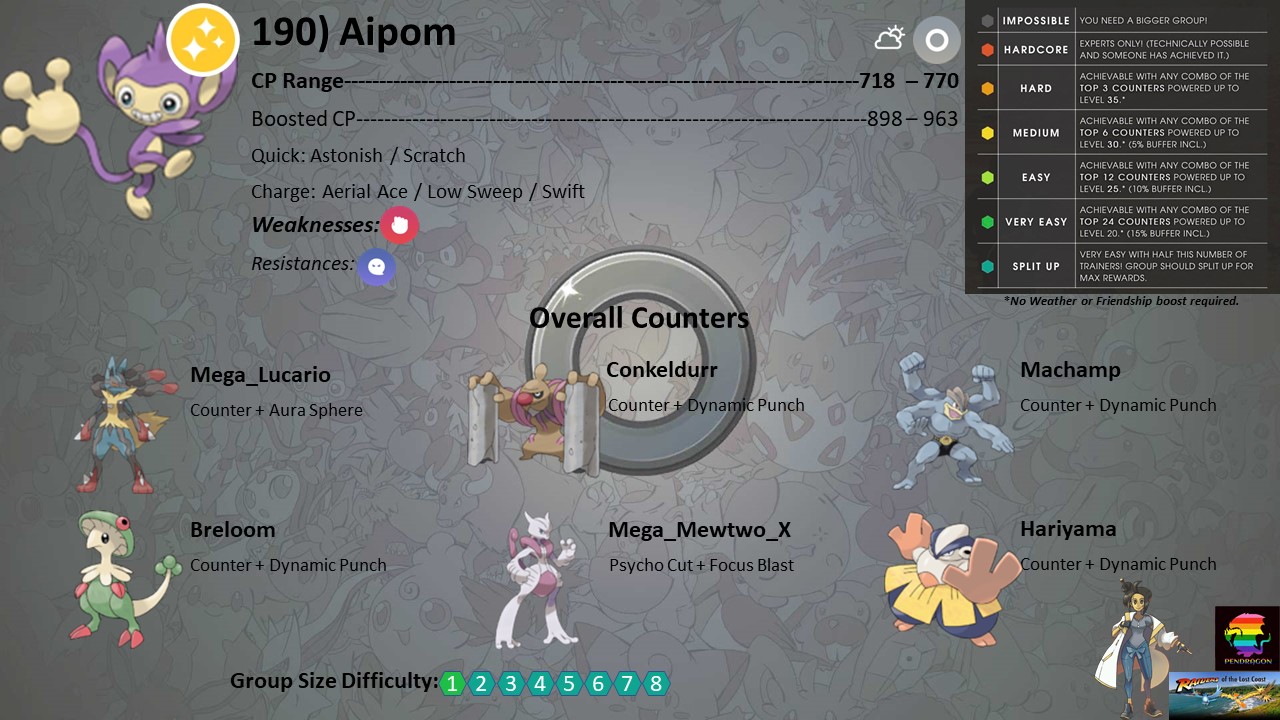 190) Aipom
CP Range------------------------------------------------------------------------718 – 770
Boosted CP-----------------------------------------------------------------------898 – 963
Quick: Astonish / Scratch
Charge: Aerial Ace / Low Sweep / Swift
Weaknesses:
Resistances:
IMPOSSIBLE YOU NEED A BIGGER GROUP!
HARDCORE EXPERTS ONLY! (TECHNICALLY POSSIBLE
AND SOMEONE HAS ACHIEVED IT.)
HARD ACHIEVABLE WITH ANY COMBO OF THE
TOP 3 COUNTERS POWERED UP TO
LEVEL 35.*
MEDIUM ACHIEVABLE WITH ANY COMBO OF THE
TOP 6 COUNTERS POWERED UP TO
LEVEL 30.* (5% BUFFER INCL.)
EASY ACHIEVABLE WITH ANY COMBO OF THE
TOP 12 COUNTERS POWERED UP TO
LEVEL 25.* (10% BUFFER INCL.)
VERY EASY ACHIEVABLE WITH ANY COMBO OF THE
TOP 24 COUNTERS POWERED UP TO
LEVEL 20.* (15% BUFFER INCL.)
SPLIT UP VERY EASY WITH HALF THIS NUMBER OF
TRAINERS! GROUP SHOULD SPLIT UP FOR
MAX REWARDS.
*No Weather or Friendship boost required.
Overall Counters
Mega_Lucario
Counter + Aura Sphere
Conkeldurr
Counter + Dynamic Punch
Machamp
Counter + Dynamic Punch
Breloom
Counter + Dynamic Punch
Mega_Mewtwo_X
Psycho Cut + Focus Blast
Hariyama
Counter + Dynamic Punch
Group Size Difficulty: 1 2 3 4 5 6 7 8
PENDRAGON
RAIDERS of the Lost Coast